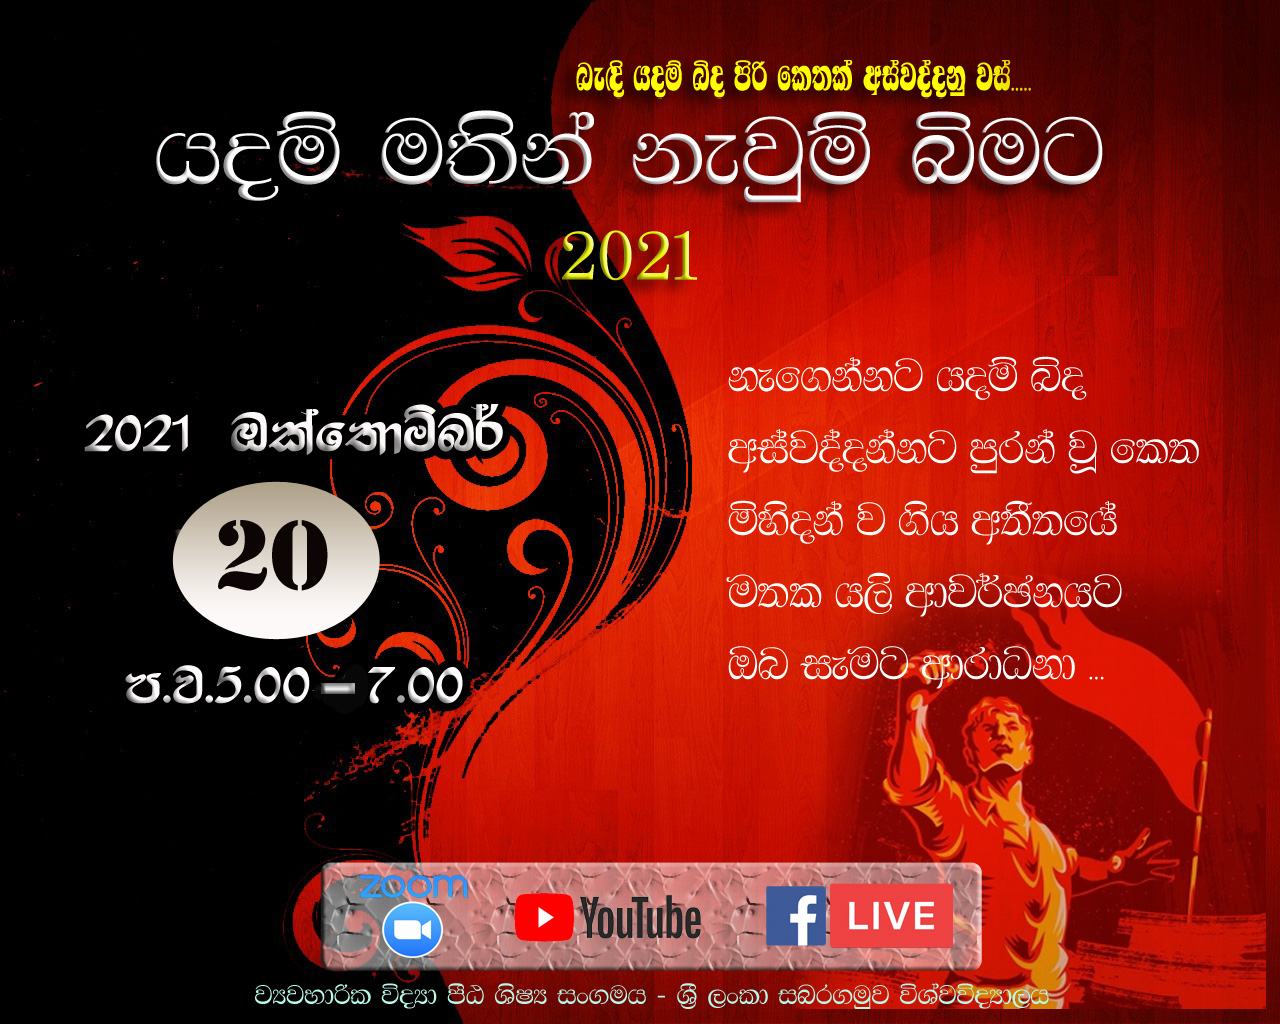 බැඳි යදම් බිද පිරි කෙතක් අස්වද්දනු වස්.....
යදම් මතින් නැවුම් බිමට
2021
නැගෙන්නට යදම් බිද
අස්වද්දන්නට පුරන් වූ කෙත
මිහිදන් ව ගිය අතීතයේ
මතක යලි ආවර්ජනයට
ඔබ සැමට ආරාධනා ...
2021 ඔක්තොම්බර්
20
ප.ව.5.00 – 7.00
zoom
YouTube
f LIVE
ව්‍යවහාරික විද්‍යා පීඨ ශිෂ්‍ය සංගමය - ශ්‍රී ලංකා සබරගමුව විශ්වවිද්‍යාලය